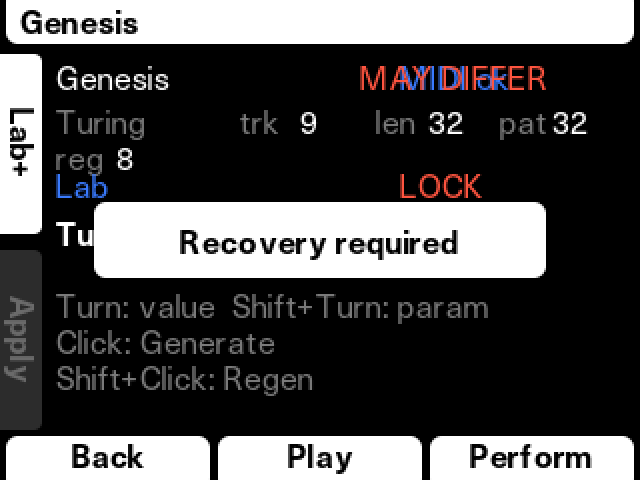 Genesis
Lab+
Apply
Genesis MAY DIFFER
Turing trk 9 len 32 pat 32
reg 8
Lab LOCK
Tu
Recovery required
Turn: value Shift+Turn: param
Click: Generate
Shift+Click: Regen
Back Play Perform